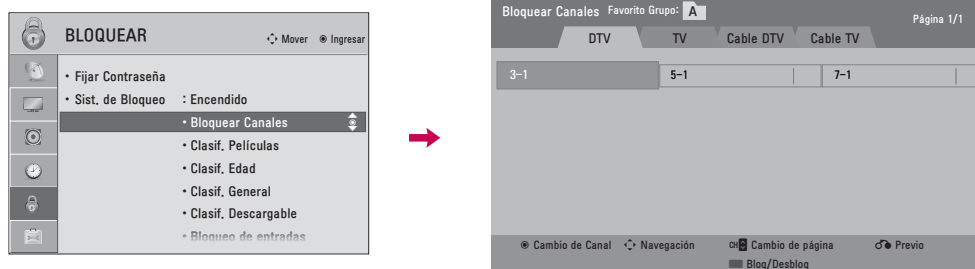 BLOQUEAR
Mover Ingresar
• Fijar Contraseña
• Sist. de Bloqueo : Encendido
• Bloquear Canales
• Clasif. Películas
• Clasif. Edad
• Clasif. General
• Clasif. Descargable
• Bloqueo de entradas
Bloquear Canales Favorito Grupo: A
Página 1/1
DTV TV Cable DTV Cable TV
3-1 5-1 7-1
Cambio de Canal Navegación CH Cambio de página Previo
Bloq/Desbloq